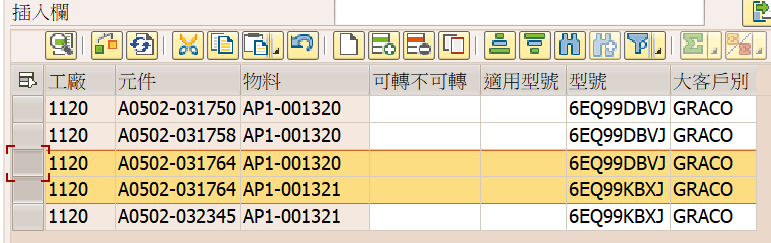 插入欄
工廠 元件 物料 可轉不可轉 適用型號 型號 大客戶別
1120 A0502-031750 AP1-001320 6EQ99DBVJ GRACO
1120 A0502-031758 AP1-001320 6EQ99DBVJ GRACO
1120 A0502-031764 AP1-001320 6EQ99DBVJ GRACO
1120 A0502-031764 AP1-001321 6EQ99KBXJ GRACO
1120 A0502-032345 AP1-001321 6EQ99KBXJ GRACO